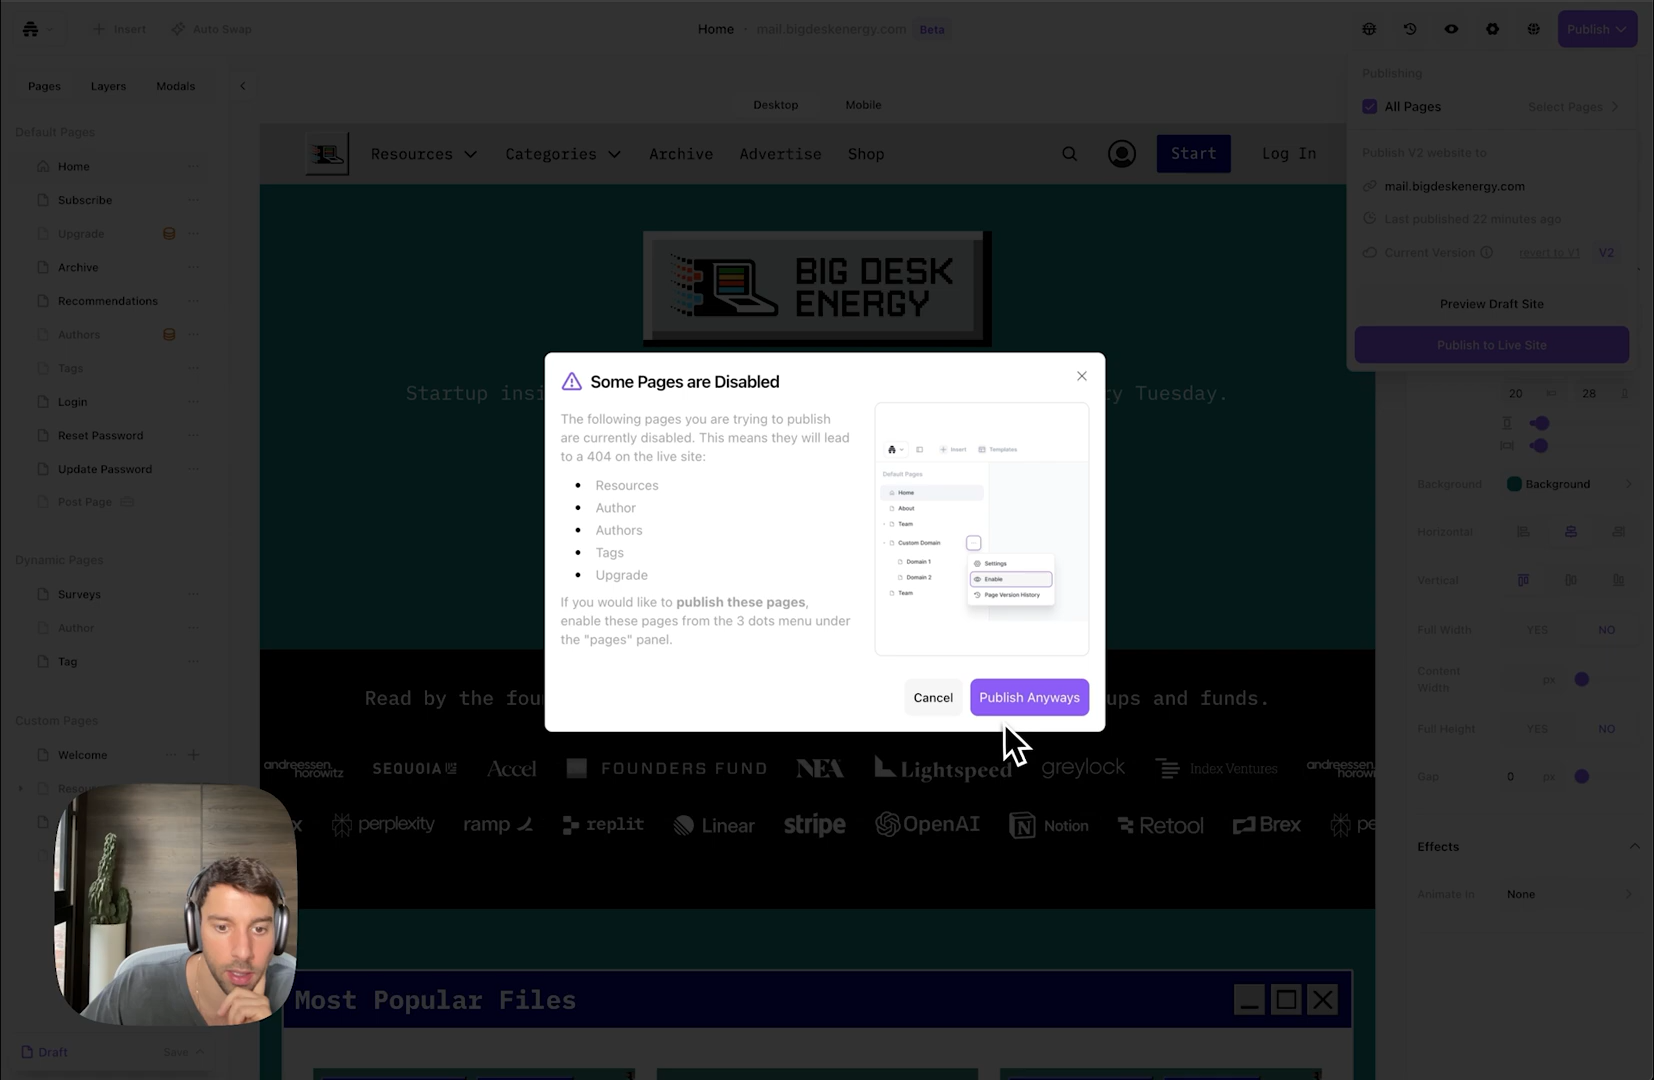 Insert
Auto Swap
Home · mail.bigdeskenergy.com Beta
Publish
Pages
Layers
Modals
Default Pages
Home
Subscribe
Upgrade
Archive
Recommendations
Authors
Tags
Login
Reset Password
Update Password
Post Page
Dynamic Pages
Surveys
Author
Tag
Custom Pages
Welcome
Draft
Save
Desktop
Mobile
Resources
Categories
Archive
Advertise
Shop
Start
Log In
BIG DESK
ENERGY
Startup insi
ry Tuesday.
Some Pages are Disabled
The following pages you are trying to publish
are currently disabled. This means they will lead
to a 404 on the live site:
• Resources
• Author
• Authors
• Tags
• Upgrade
If you would like to publish these pages,
enable these pages from the 3 dots menu under
the "pages" panel.
Insert
Templates
Default Pages
Home
About
Team
Custom Domain
Domain 1
Domain 2
Team
Settings
Enable
Page Version History
Cancel
Publish Anyways
Read by the fou
ups and funds.
andreessen.
horowitz
SEQUOIA
Accel
FOUNDERS FUND
NEA
Lightspeed
greylock
Index Ventures
andreessen.
horowi
x
perplexity
ramp
replit
Linear
stripe
OpenAI
Notion
Retool
Brex
pe
Most Popular Files
Publishing
All Pages
Select Pages
Publish V2 website to
mail.bigdeskenergy.com
Last published 22 minutes ago
Current Version
revert to V1
V2
Preview Draft Site
Publish to Live Site
20
28
Background
Background
Horizontal
Vertical
Full Width
YES
NO
Content
Width
px
Full Height
YES
NO
Gap
0
px
Effects
Animate In
None